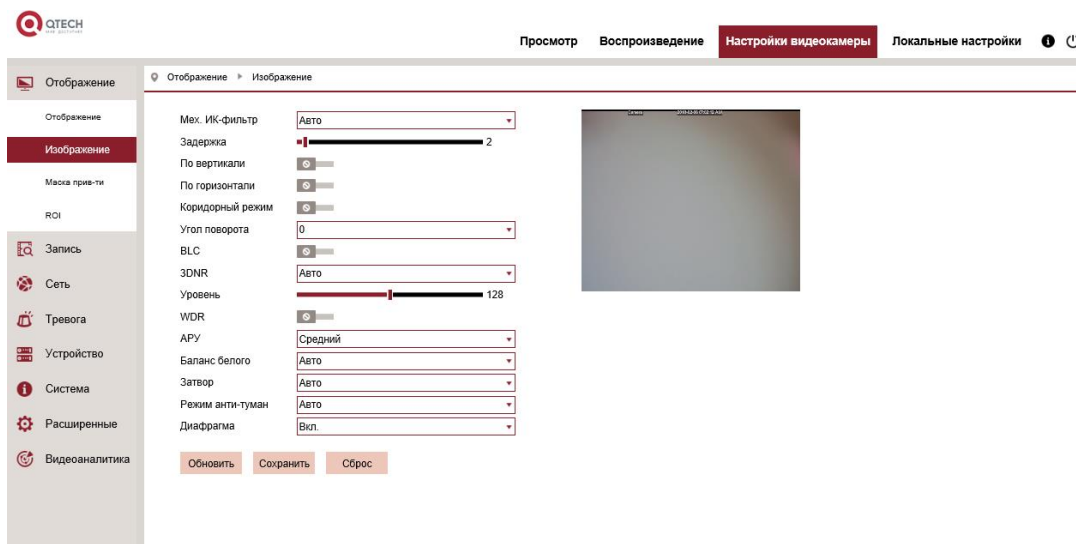 QTECH
Просмотр Воспроизведение Настройки видеокамеры Локальные настройки
Отображение
Отображение
Изображение
Маска прив-ти
ROI
Запись
Сеть
Тревога
Устройство
Система
Расширенные
Видеоаналитика
Отображение Изображение
Мех. ИК-фильтр Авто
Задержка 2
По вертикали
По горизонтали
Коридорный режим
Угол поворота 0
BLC
3DNR Авто
Уровень 128
WDR
АРУ Средний
Баланс белого Авто
Затвор Авто
Режим анти-туман Авто
Диафрагма Вкл.
Обновить Сохранить Сброс
Camera